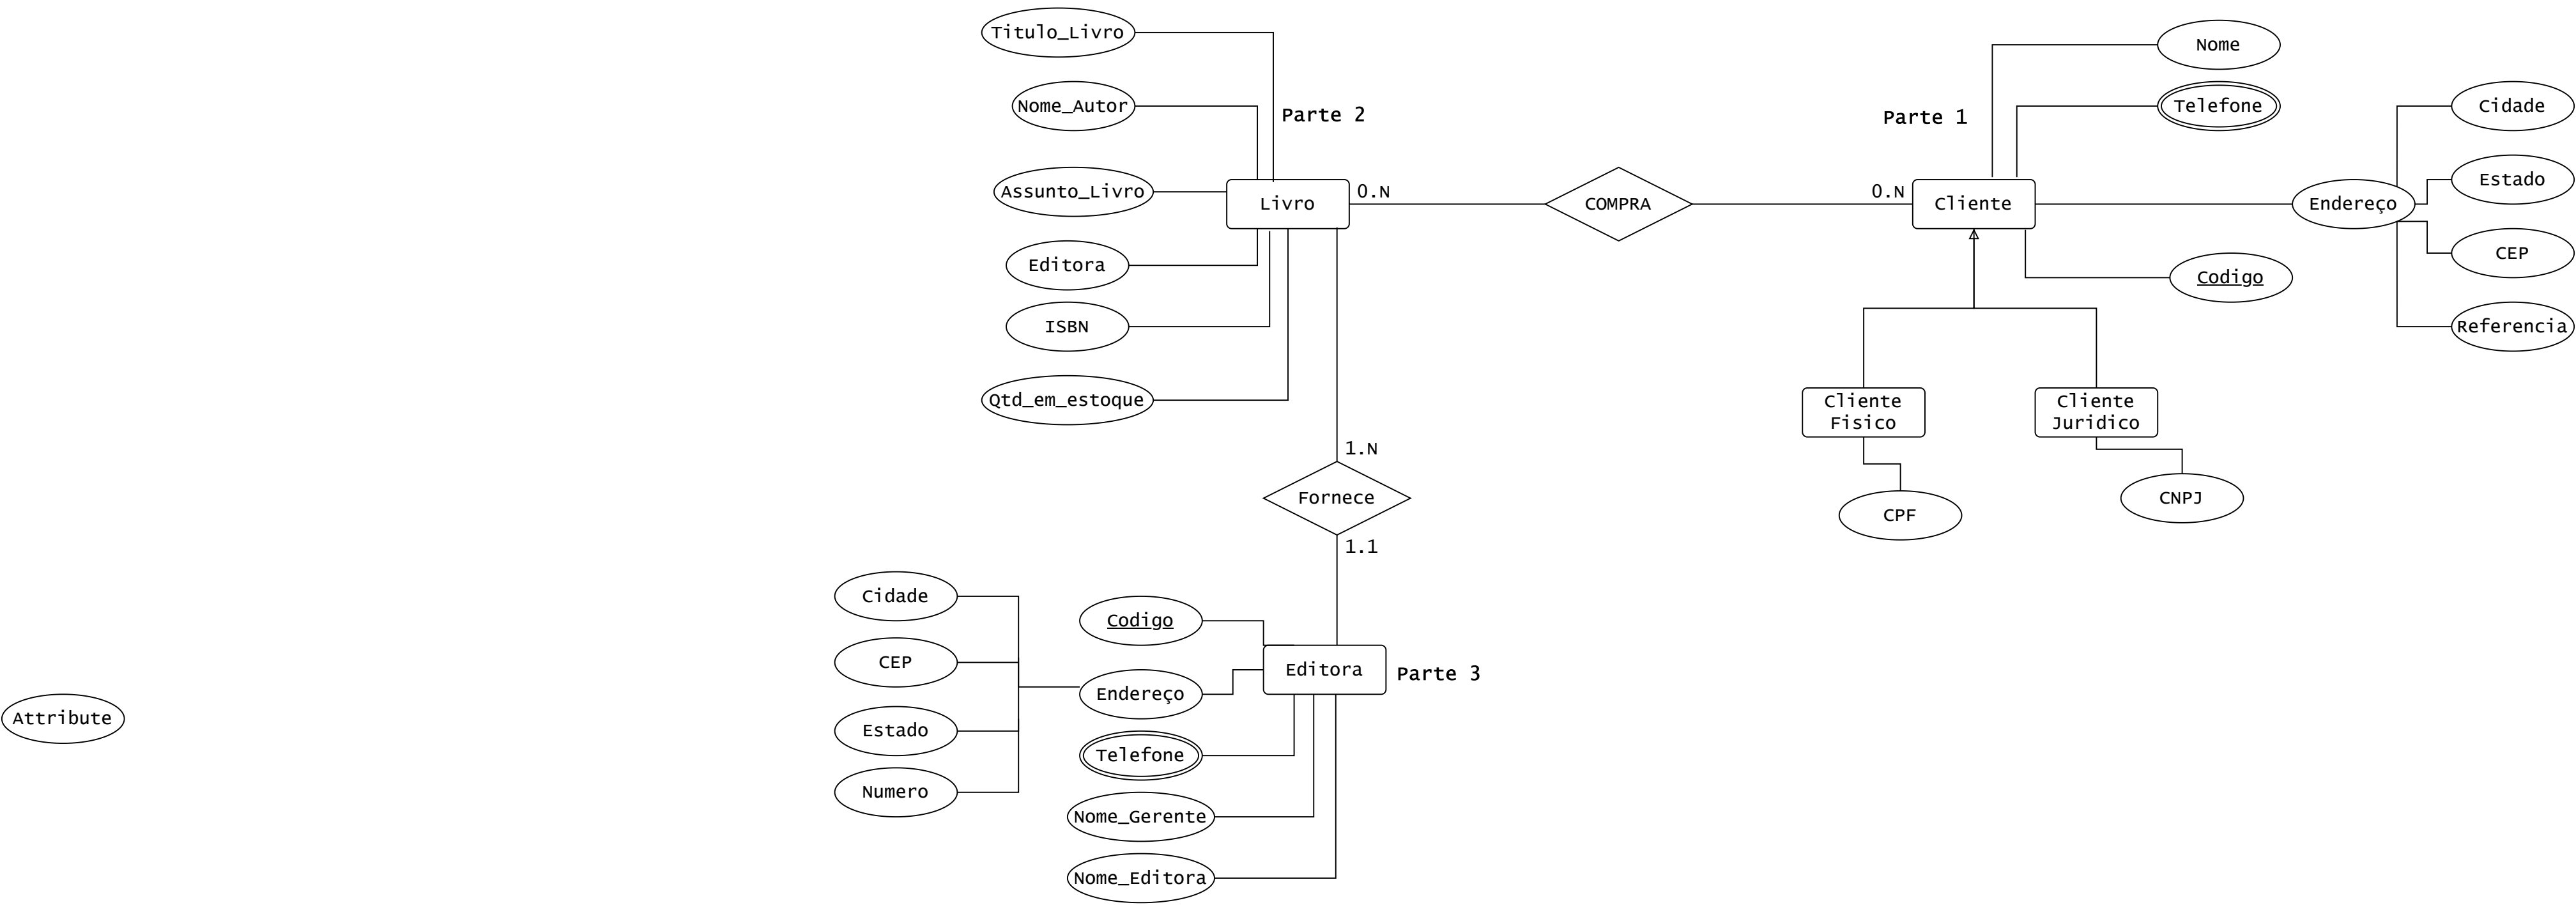 Titulo_Livro
Nome
Nome_Autor
Parte 2
Parte 1
Telefone
Cidade
Assunto_Livro
Livro
0.N
COMPRA
0.N
Cliente
Endereço
Estado
Editora
Codigo
CEP
ISBN
Referencia
Qtd_em_estoque
Cliente
Fisico
Cliente
Juridico
1.N
Fornece
CPF
CNPJ
1.1
Cidade
Codigo
CEP
Editora
Parte 3
Endereço
Attribute
Estado
Telefone
Numero
Nome_Gerente
Nome_Editora